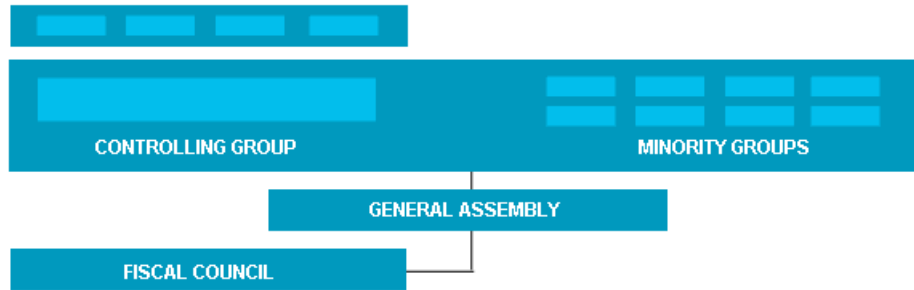 CONTROLLING GROUP
MINORITY GROUPS
GENERAL ASSEMBLY
FISCAL COUNCIL